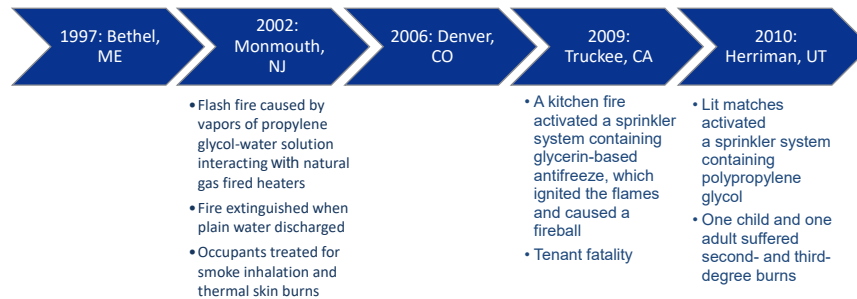 1997: Bethel,
ME
2002:
Monmouth,
NJ
2006: Denver,
CO
2009:
Truckee, CA
2010:
Herriman, UT
•Flash fire caused by
vapors of propylene
glycol-water solution
interacting with natural
gas fired heaters
•Fire extinguished when
plain water discharged
•Occupants treated for
smoke inhalation and
thermal skin burns
• A kitchen fire
activated a sprinkler
system containing
glycerin-based
antifreeze, which
ignited the flames
and caused a
fireball
• Tenant fatality
• Lit matches
activated
a sprinkler system
containing
polypropylene
glycol
• One child and one
adult suffered
second- and third-
degree burns